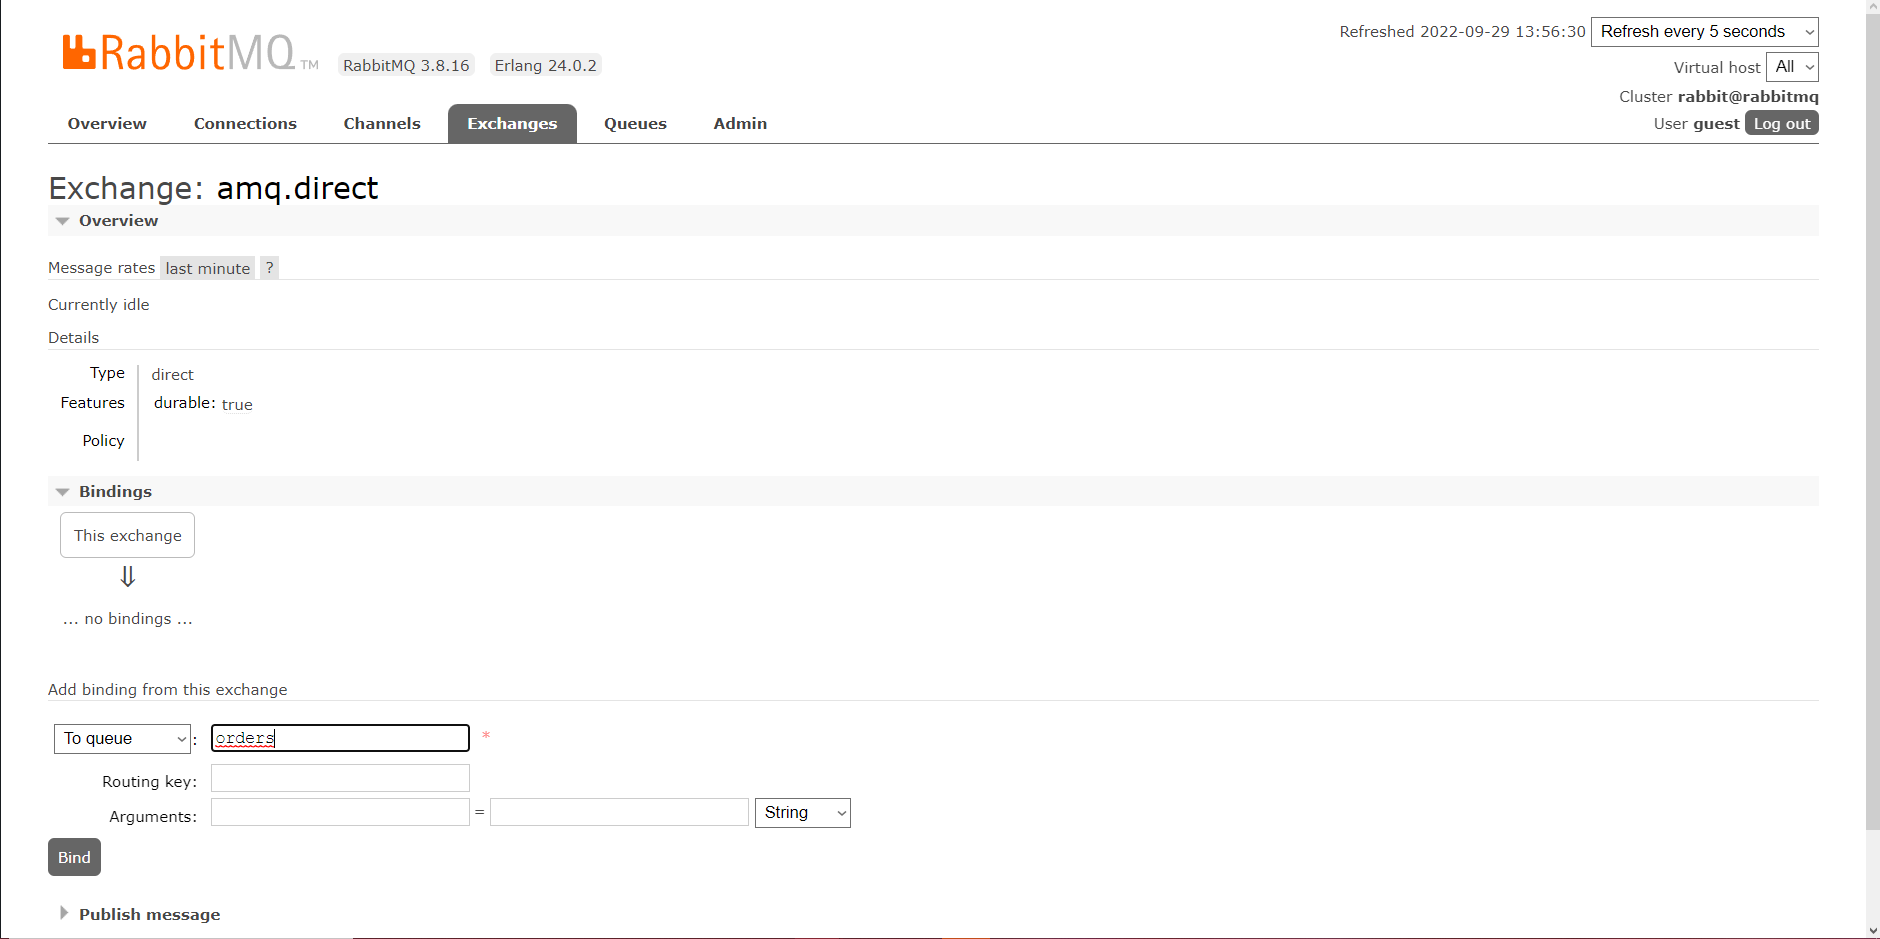 Refreshed 2022-09-29 13:56:30 Refresh every 5 seconds
RabbitMQ TM RabbitMQ 3.8.16 Erlang 24.0.2
Virtual host All
Cluster rabbit@rabbitmq
Overview Connections Channels Exchanges Queues Admin
User guest Log out
Exchange: amq.direct
Overview
Message rates last minute ?
Currently idle
Details
Type direct
Features durable: true
Policy
Bindings
This exchange
⇓
... no bindings ...
Add binding from this exchange
To queue : orders *
Routing key:
Arguments: = String
Bind
Publish message